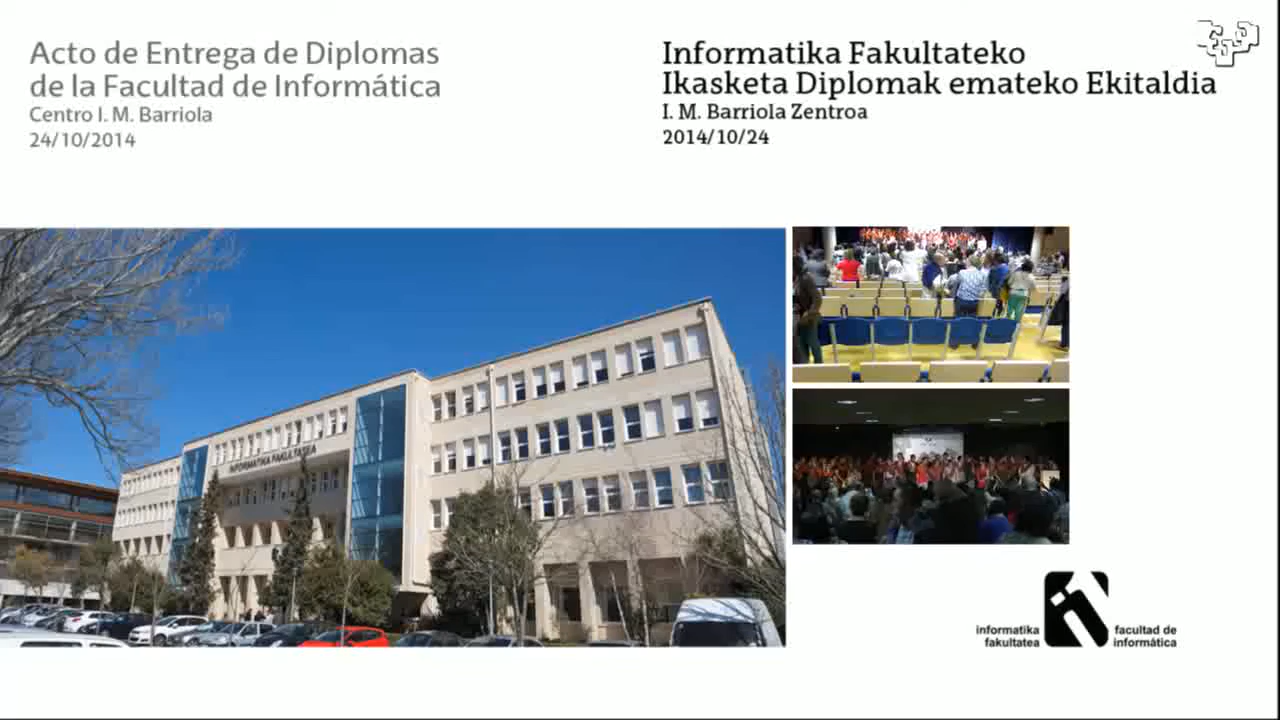 Acto de Entrega de Diplomas
de la Facultad de Informática
Centro I. M. Barriola
24/10/2014
Informatika Fakultateko
Ikasketa Diplomak emateko Ekitaldia
I. M. Barriola Zentroa
2014/10/24
INFORMATIKA FAKULTATEA
informatika
fakultatea
facultad de
informática